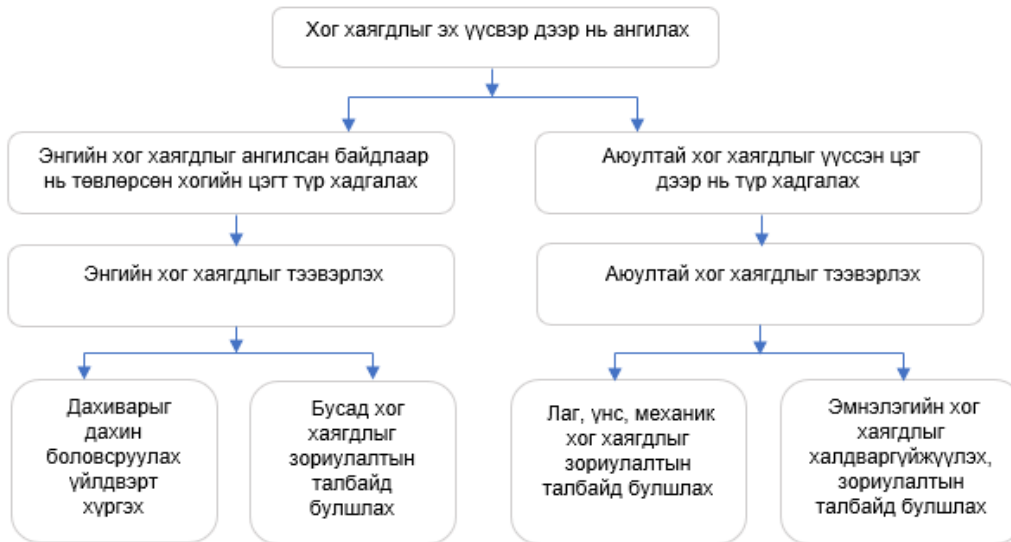 Хог хаягдлыг эх үүсвэр дээр нь ангилах
Энгийн хог хаягдлыг ангилсан байдлаар
нь төвлөрсөн хогийн цэгт түр хадгалах
Аюултай хог хаягдлыг үүссэн цэг
дээр нь түр хадгалах
Энгийн хог хаягдлыг тээвэрлэх
Аюултай хог хаягдлыг тээвэрлэх
Дахиварыг
дахин
боловсруулах
үйлдвэрт
хүргэх
Бусад хог
хаягдлыг
зориулалтын
талбайд
булшлах
Лаг, үнс, механик
хог хаягдлыг
зориулалтын
талбайд булшлах
Эмнэлэгийн хог
хаягдлыг
халдваргүйжүүлэх,
зориулалтын
талбайд булшлах